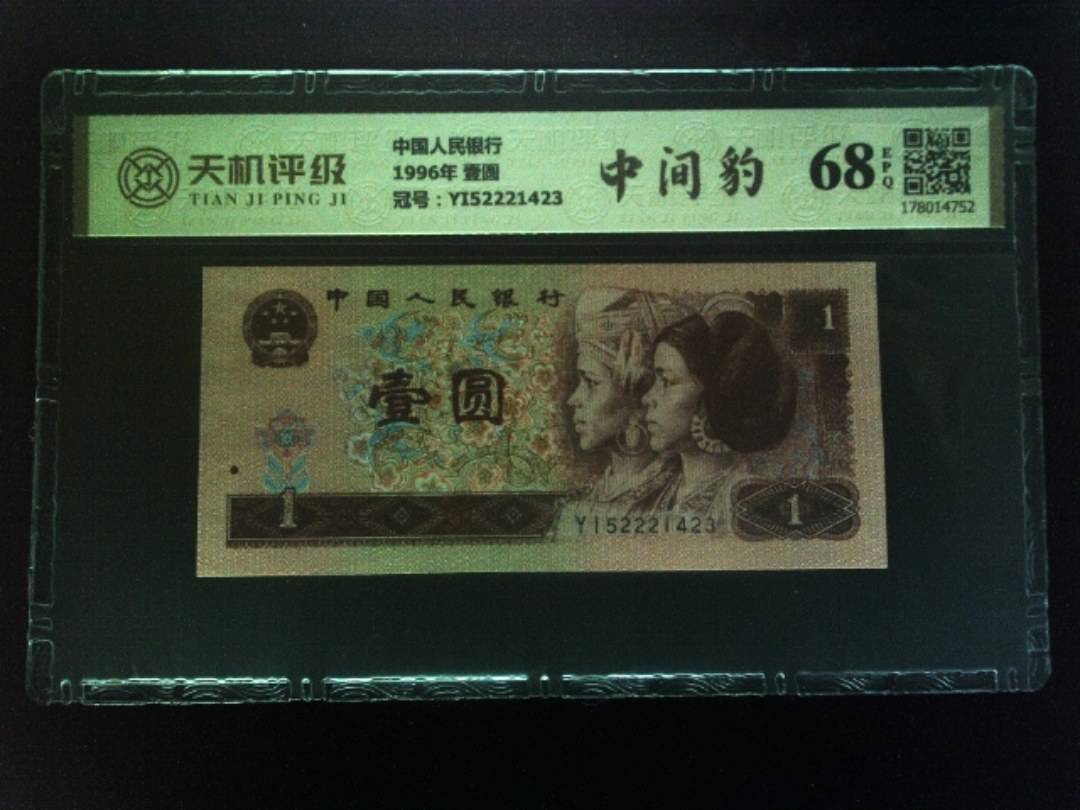 天机评级
TIAN JI PING JI
中国人民银行
1996年 壹圆
冠号：YI52221423
中间豹
68
EPQ
178014752
中国人民银行
1
壹圆
1
YI52221423
1